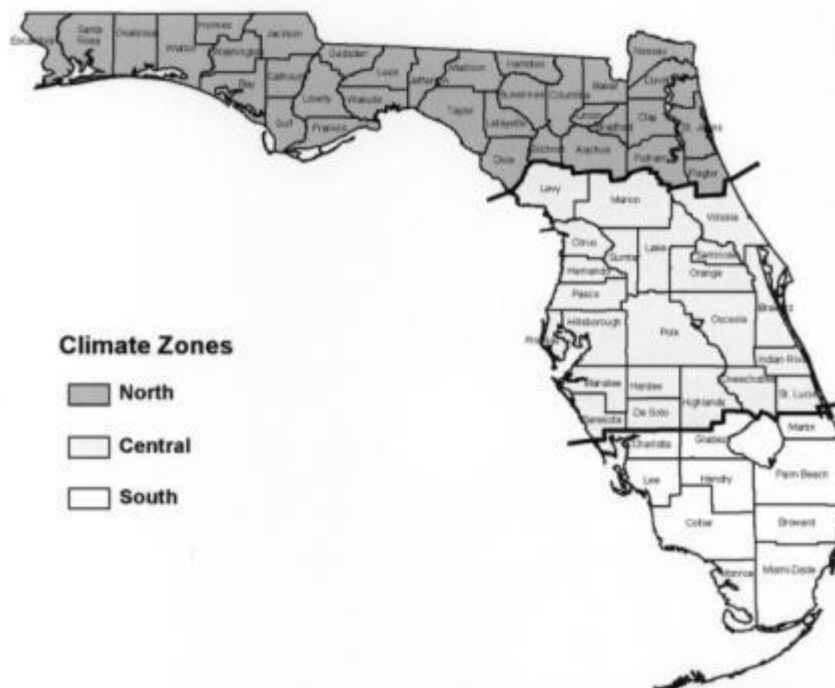 Escambia
Santa
Rosa
Okaloosa
Walton
Holmes
Washington
Jackson
Bay
Calhoun
Gulf
Liberty
Gadsden
Franklin
Leon
Wakulla
Jefferson
Madison
Taylor
Hamilton
Suwannee
Lafayette
Dixie
Columbia
Gilchrist
Baker
Union
Bradford
Alachua
Nassau
Duval
Clay
St. Johns
Putnam
Flagler
Levy
Marion
Volusia
Citrus
Sumter
Lake
Seminole
Hernando
Orange
Pasco
Brevard
Hillsborough
Polk
Osceola
Indian River
Manatee
Hardee
Okeechobee
St. Lucie
Highlands
Sarasota
De Soto
Martin
Charlotte
Glades
Lee
Hendry
Palm Beach
Collier
Broward
Monroe
Miami-Dade
Climate Zones
North
Central
South